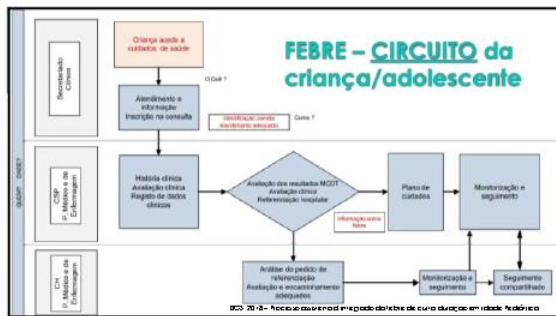 FEBRE – CIRCUITO da
criança/adolescente
Criança acede a
cuidados de saúde
O Quê ?
Atendimento e
informação
Inscrição na consulta
Identificação correta
Atendimento adequado
Como ?
Secretariado
Clínico
QUEM? ONDE?
CSP
P. Médico e de
Enfermagem
História clínica
Avaliação clínica
Registo de dados
clínicos
Avaliação dos resultados MCDT
Avaliação clínica
Referenciação hospitalar
Informação sobre
febre
Plano de
cuidados
Monitorização e
seguimento
CH
P. Médico e de
Enfermagem
Análise do pedido de
referenciação
Avaliação e encaminhamento
adequados
Monitorização e
seguimento
Seguimento
compartilhado